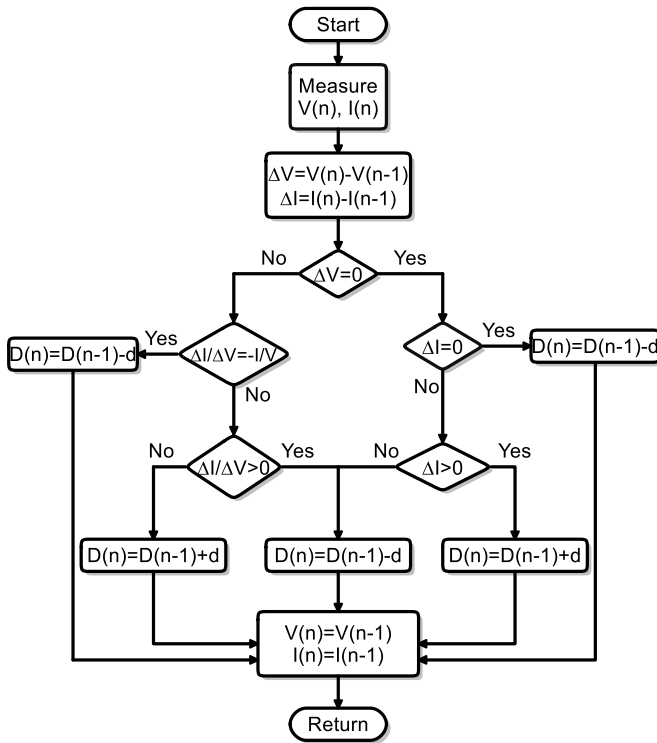 Start
Measure
V(n), I(n)
ΔV=V(n)-V(n-1)
ΔI=I(n)-I(n-1)
No
Yes
ΔV=0
Yes
Yes
D(n)=D(n-1)-d
ΔI/ΔV=-I/V
ΔI=0
D(n)=D(n-1)-d
No
No
No
Yes
No
Yes
ΔI/ΔV>0
ΔI>0
D(n)=D(n-1)+d
D(n)=D(n-1)-d
D(n)=D(n-1)+d
V(n)=V(n-1)
I(n)=I(n-1)
Return